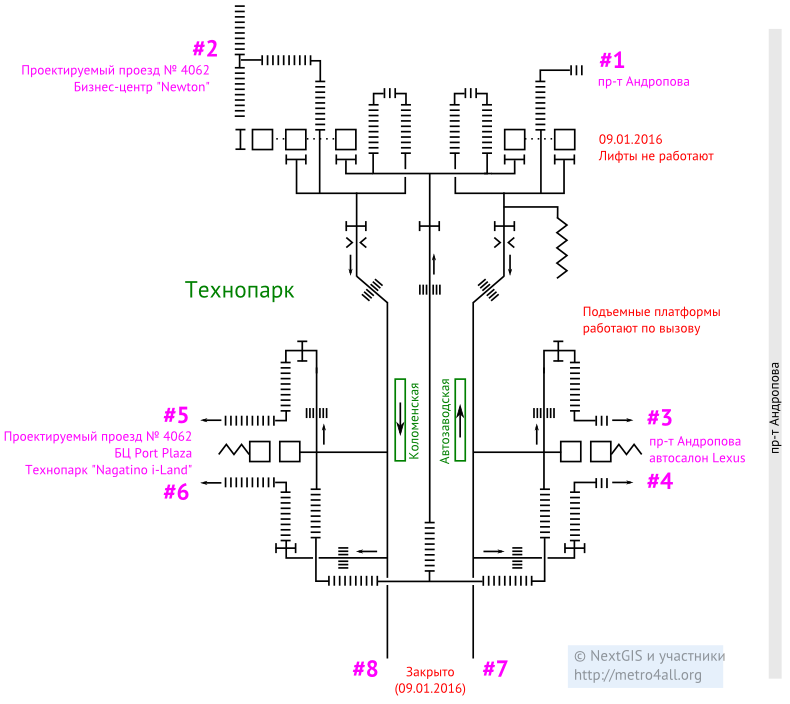 #2
Проектируемый проезд № 4062
Бизнес-центр "Newton"
#1
пр-т Андропова
09.01.2016
Лифты не работают
Технопарк
Подъемные платформы
работают по вызову
Коломенская
Автозаводская
пр-т Андропова
#5
Проектируемый проезд № 4062
БЦ Port Plaza
Технопарк "Nagatino i-Land"
#6
#3
пр-т Андропова
автосалон Lexus
#4
#8
Закрыто
(09.01.2016)
#7
© NextGIS и участники
http://metro4all.org